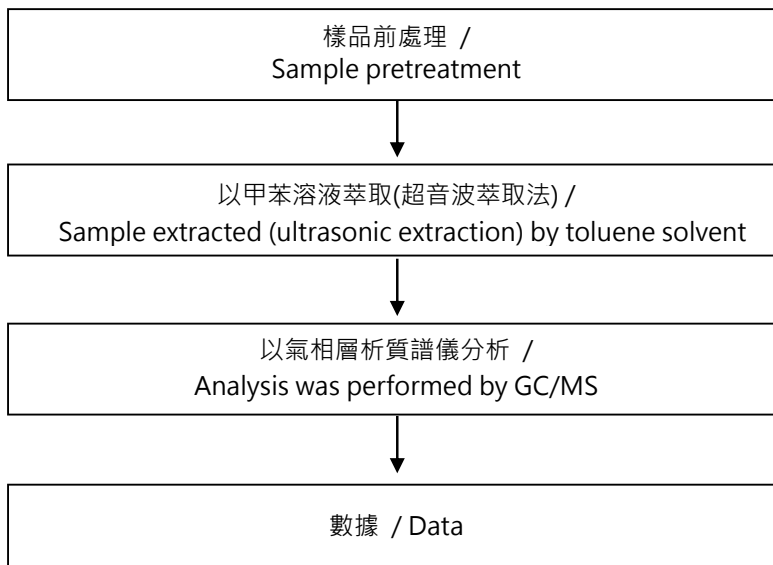 樣品前處理 /
Sample pretreatment
以甲苯溶液萃取(超音波萃取法) /
Sample extracted (ultrasonic extraction) by toluene solvent
以氣相層析質譜儀分析 /
Analysis was performed by GC/MS
數據 / Data